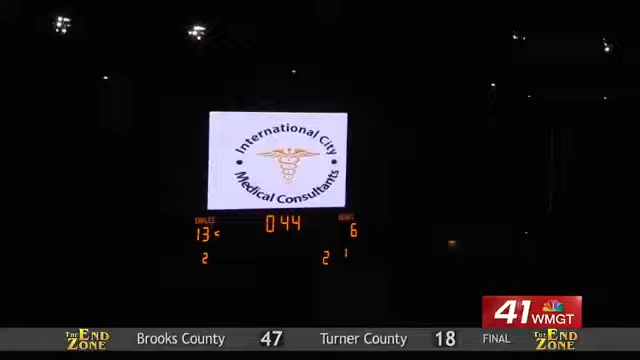 International City
Medical Consultants
EAGLES
BEARS
13 <
0 44
6
2
2
1
41 WMGT
THE END ZONE
Brooks County 47 Turner County 18 FINAL
THE END ZONE